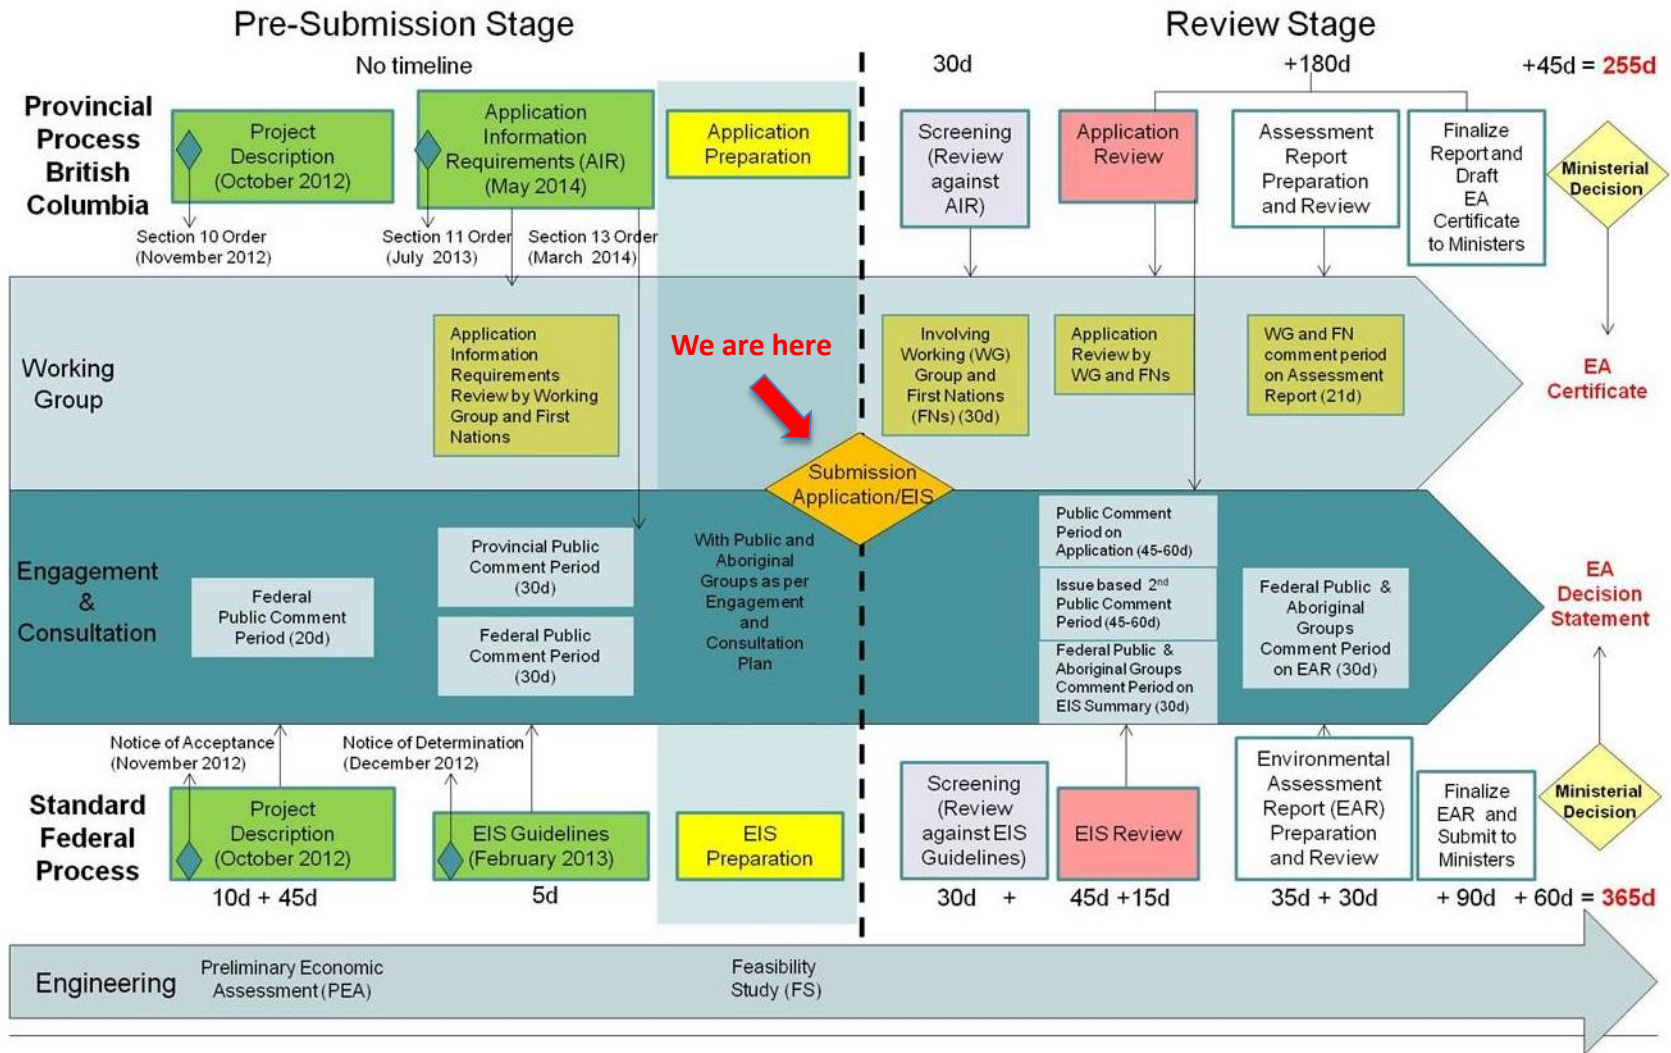 Pre-Submission Stage
Review Stage
No timeline
30d
+180d
+45d = 255d
Provincial
Process
British
Columbia
Project
Description
(October 2012)
Application
Information
Requirements (AIR)
(May 2014)
Application
Preparation
Screening
(Review
against
AIR)
Application
Review
Assessment
Report
Preparation
and Review
Finalize
Report and
Draft
EA
Certificate
to Ministers
Ministerial
Decision
Section 10 Order
(November 2012)
Section 11 Order
(July 2013)
Section 13 Order
(March 2014)
Working
Group
Application
Information
Requirements
Review by Working
Group and First
Nations
We are here
Involving
Working (WG)
Group and
First Nations
(FNs) (30d)
Application
Review by
WG and FNs
WG and FN
comment period
on Assessment
Report (21d)
EA
Certificate
Submission
Application/EIS
Engagement
&
Consultation
Federal
Public Comment
Period (20d)
Provincial Public
Comment Period
(30d)
Federal Public
Comment Period
(30d)
With Public and
Aboriginal
Groups as per
Engagement
and
Consultation
Plan
Public Comment
Period on
Application (45-60d)
Issue based 2nd
Public Comment
Period (45-60d)
Federal Public &
Aboriginal Groups
Comment Period on
EIS Summary (30d)
Federal Public &
Aboriginal
Groups
Comment Period
on EAR (30d)
EA
Decision
Statement
Notice of Acceptance
(November 2012)
Notice of Determination
(December 2012)
Standard
Federal
Process
Project
Description
(October 2012)
EIS Guidelines
(February 2013)
EIS
Preparation
Screening
(Review
against EIS
Guidelines)
EIS Review
Environmental
Assessment
Report (EAR)
Preparation
and Review
Finalize
EAR and
Submit to
Ministers
Ministerial
Decision
10d + 45d
5d
30d +
45d +15d
35d + 30d
+ 90d + 60d = 365d
Engineering
Preliminary Economic
Assessment (PEA)
Feasibility
Study (FS)